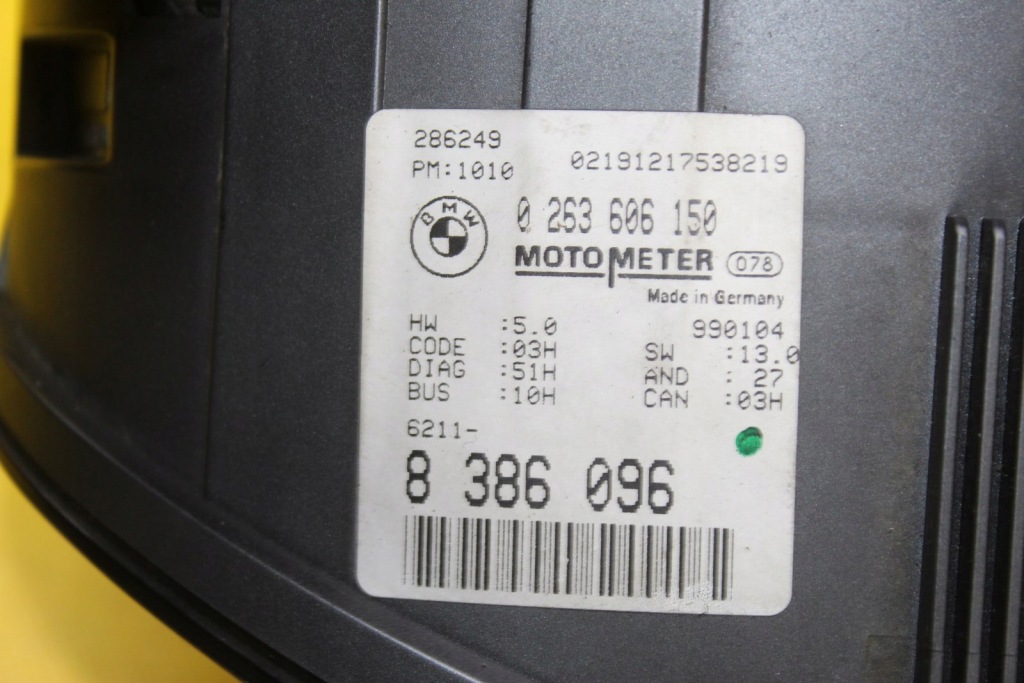 286249
PM:1010 02191217538219
BMW 0 263 606 150
MOTOMETER 078
Made in Germany
HW :5.0 990104
CODE :03H SW :13.0
DIAG :51H AND : 27
BUS :10H CAN :03H
6211-
8 386 096